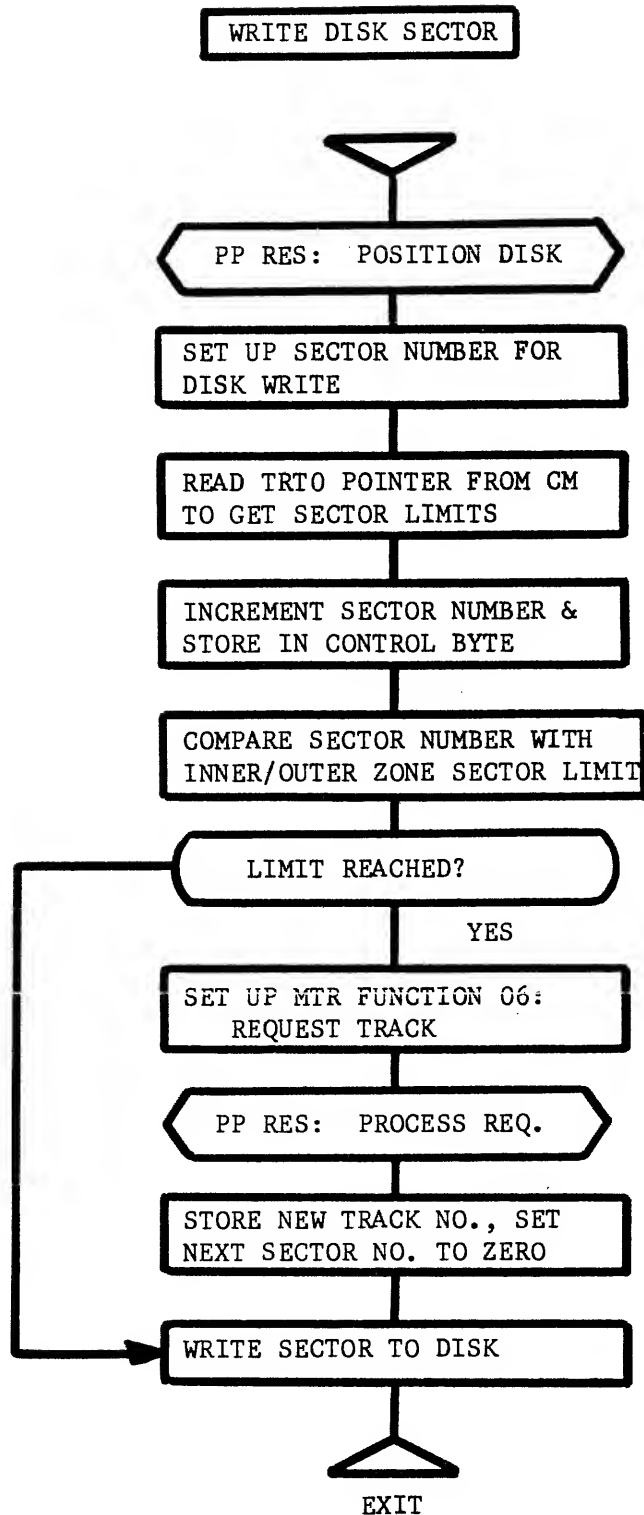 WRITE DISK SECTOR
PP RES: POSITION DISK
SET UP SECTOR NUMBER FOR
DISK WRITE
READ TRT0 POINTER FROM CM
TO GET SECTOR LIMITS
INCREMENT SECTOR NUMBER &
STORE IN CONTROL BYTE
COMPARE SECTOR NUMBER WITH
INNER/OUTER ZONE SECTOR LIMIT
LIMIT REACHED?
YES
SET UP MTR FUNCTION 06:
REQUEST TRACK
PP RES: PROCESS REQ.
STORE NEW TRACK NO., SET
NEXT SECTOR NO. TO ZERO
WRITE SECTOR TO DISK
EXIT